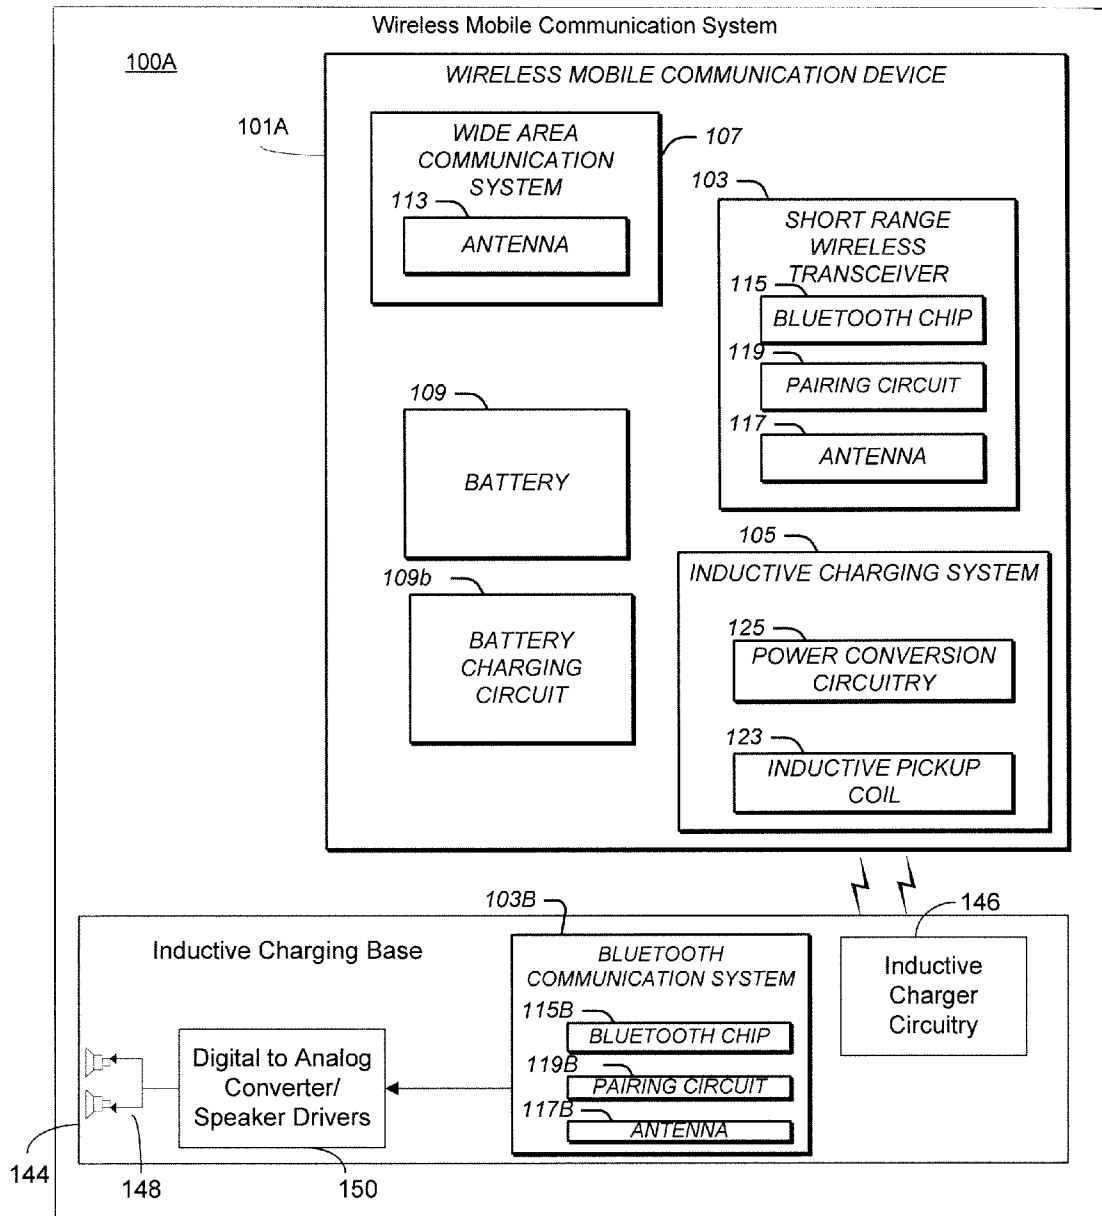 Wireless Mobile Communication System
100A
WIRELESS MOBILE COMMUNICATION DEVICE
101A
WIDE AREA
COMMUNICATION
SYSTEM
107
113
ANTENNA
103
SHORT RANGE
WIRELESS
TRANSCEIVER
115
BLUETOOTH CHIP
119
PAIRING CIRCUIT
117
ANTENNA
109
BATTERY
109b
BATTERY
CHARGING
CIRCUIT
105
INDUCTIVE CHARGING SYSTEM
125
POWER CONVERSION
CIRCUITRY
123
INDUCTIVE PICKUP
COIL
Inductive Charging Base
103B
BLUETOOTH
COMMUNICATION SYSTEM
115B
BLUETOOTH CHIP
119B
PAIRING CIRCUIT
117B
ANTENNA
146
Inductive
Charger
Circuitry
Digital to Analog
Converter/
Speaker Drivers
144
148
150